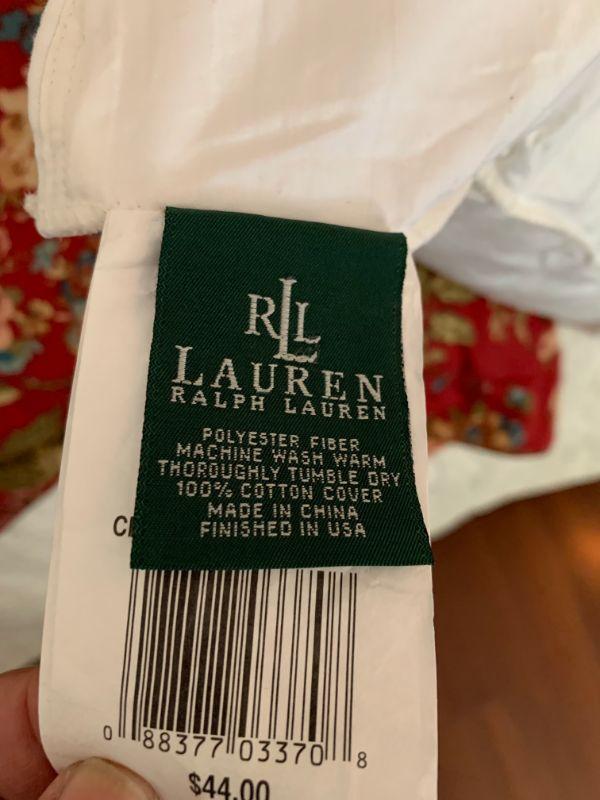 RLL
LAUREN
RALPH LAUREN
POLYESTER FIBER
MACHINE WASH WARM
THOROUGHLY TUMBLE DRY
100% COTTON COVER
MADE IN CHINA
FINISHED IN USA
0 88377 03370 8
$44.00